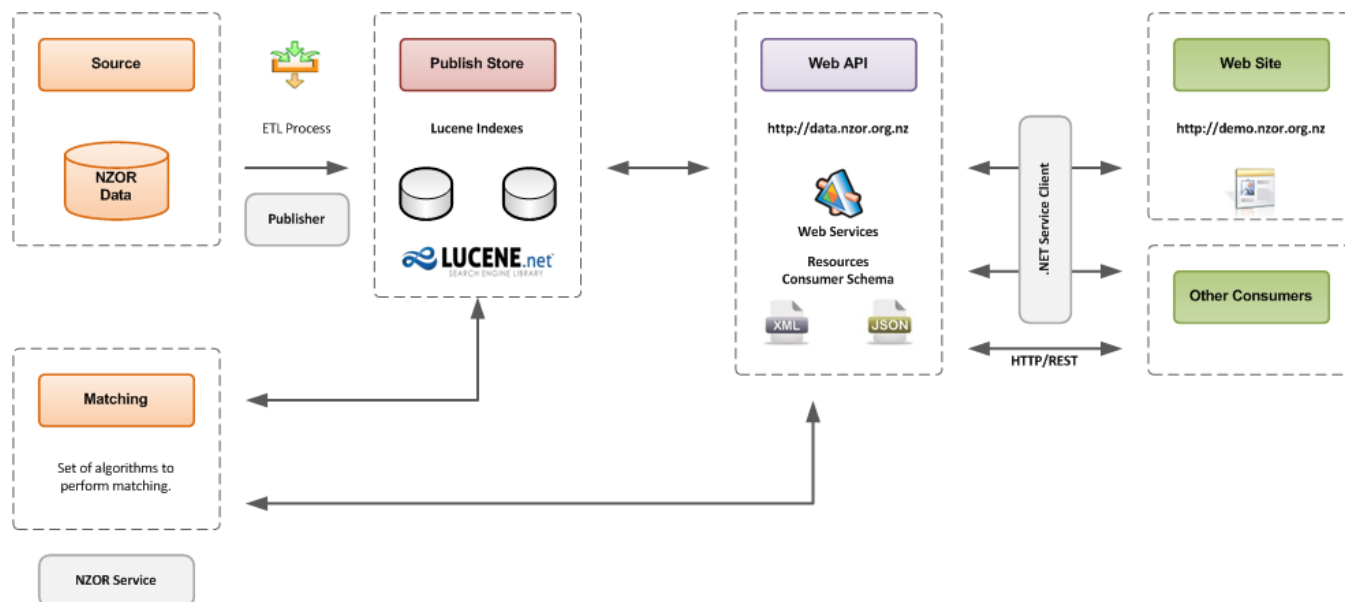 Source
NZOR
Data
ETL Process
Publisher
Publish Store
Lucene Indexes
LUCENE.net
SEARCH ENGINE LIBRARY
Web API
http://data.nzor.org.nz
Web Services
Resources
Consumer Schema
XML
JSON
.NET Service Client
HTTP/REST
Web Site
http://demo.nzor.org.nz
Other Consumers
Matching
Set of algorithms to
perform matching.
NZOR Service